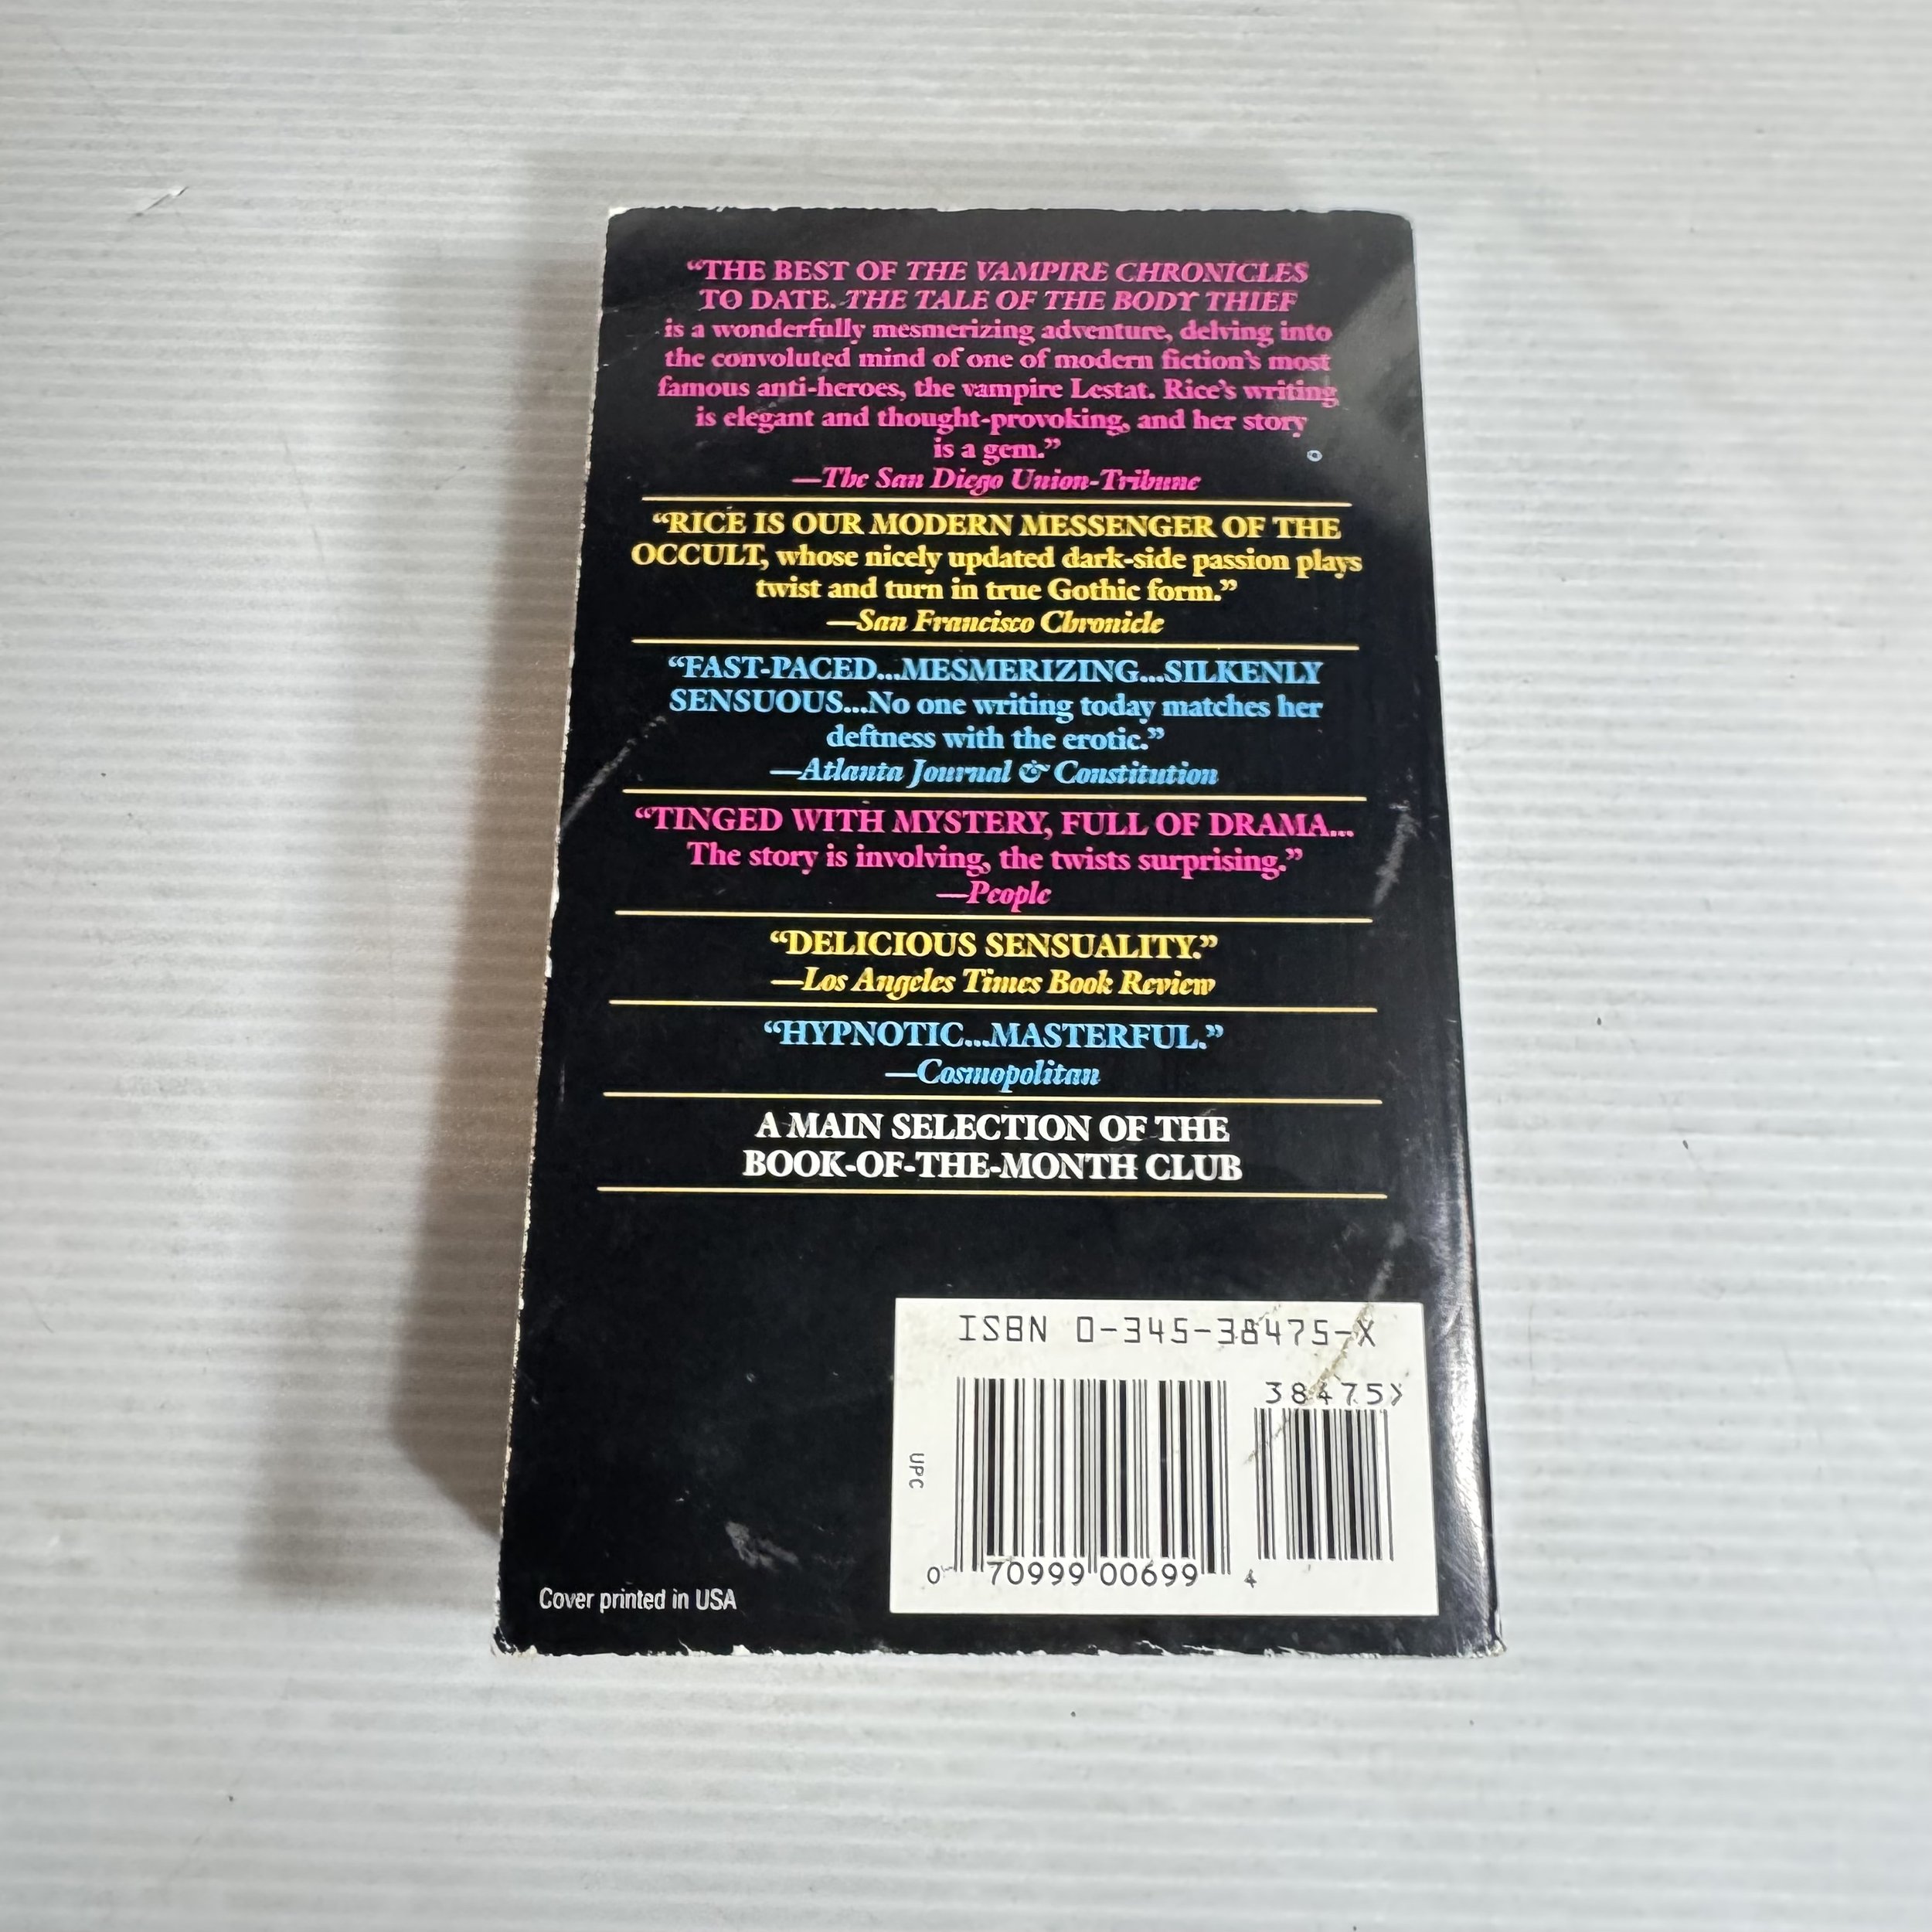 “THE BEST OF THE VAMPIRE CHRONICLES
TO DATE. THE TALE OF THE BODY THIEF
is a wonderfully mesmerizing adventure, delving into
the convoluted mind of one of modern fiction’s most
famous anti-heroes, the vampire Lestat. Rice’s writing
is elegant and thought-provoking, and her story
is a gem.”
—The San Diego Union-Tribune
“RICE IS OUR MODERN MESSENGER OF THE
OCCULT, whose nicely updated dark-side passion plays
twist and turn in true Gothic form.”
—San Francisco Chronicle
“FAST-PACED...MESMERIZING...SILKENLY
SENSUOUS...No one writing today matches her
deftness with the erotic.”
—Atlanta Journal & Constitution
“TINGED WITH MYSTERY, FULL OF DRAMA...
The story is involving, the twists surprising.”
—People
“DELICIOUS SENSUALITY.”
—Los Angeles Times Book Review
“HYPNOTIC...MASTERFUL.”
—Cosmopolitan
A MAIN SELECTION OF THE
BOOK-OF-THE-MONTH CLUB
ISBN 0-345-38475-X
38475>
UPC
0 70999 00699 4
Cover printed in USA